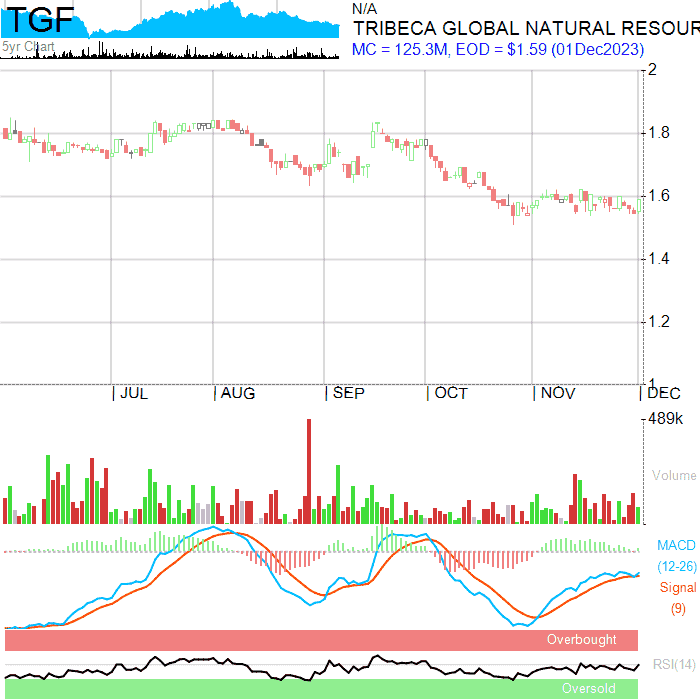 TGF
5yr Chart
N/A
TRIBECA GLOBAL NATURAL RESOUR
MC = 125.3M, EOD = $1.59 (01Dec2023)
2
1.8
1.6
1.4
1.2
1
JUL AUG SEP OCT NOV DEC
489k
Volume
MACD
(12-26)
Signal
(9)
Overbought
RSI(14)
Oversold